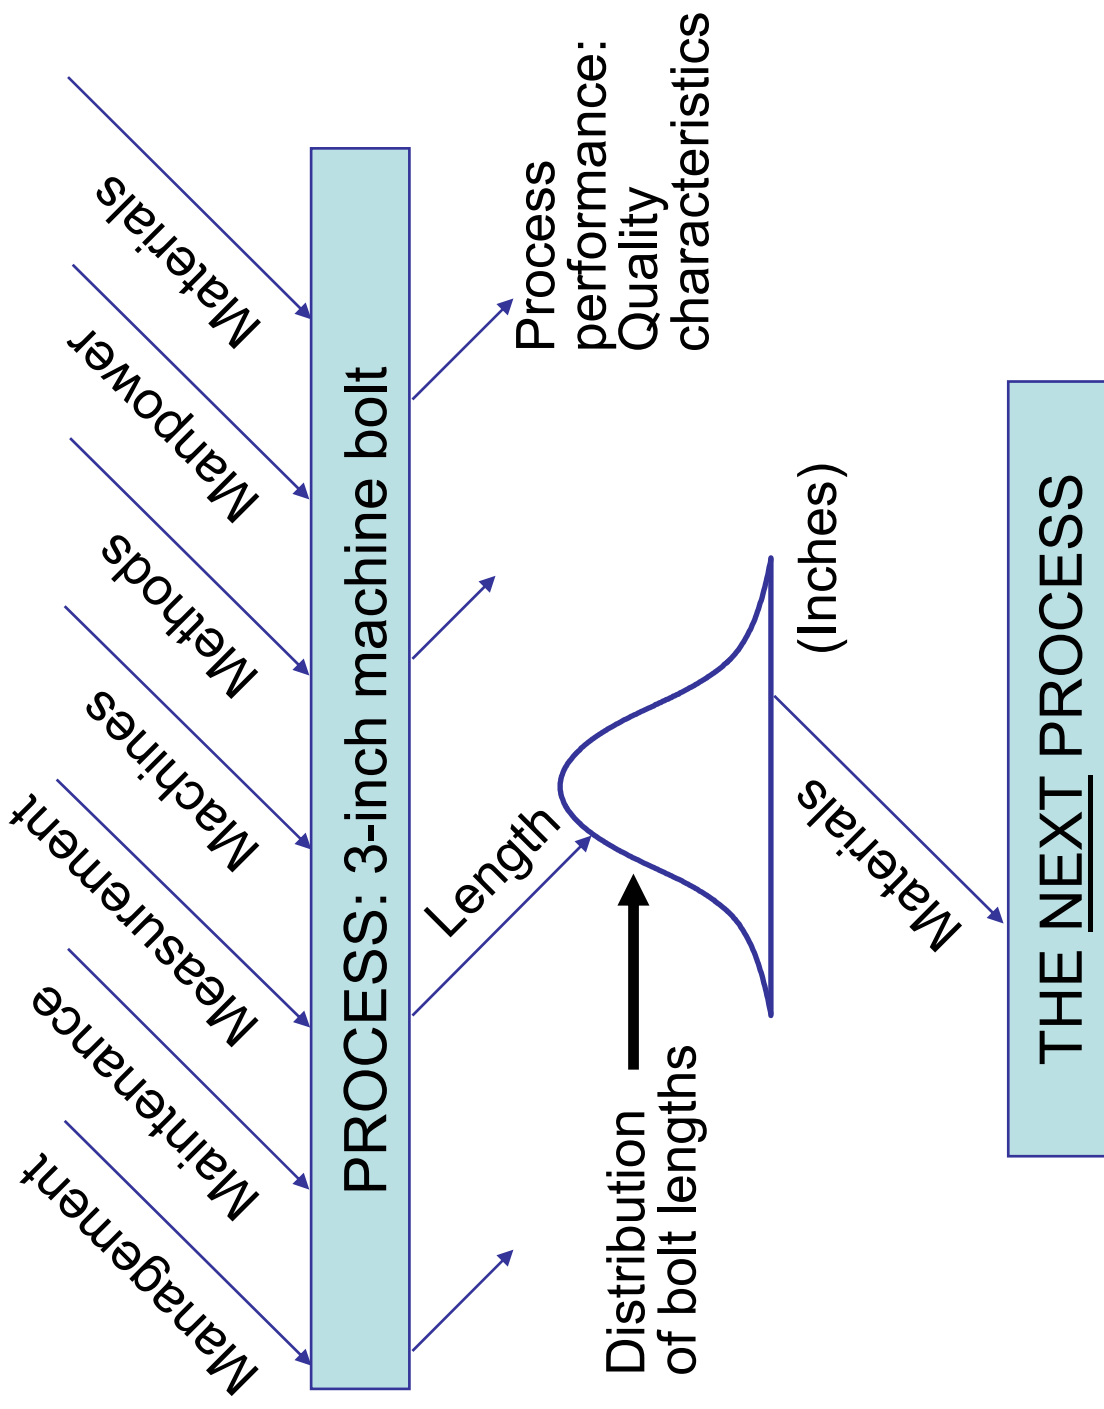 Management
Maintenance
Measurement
Machines
Methods
Manpower
Materials
PROCESS: 3-inch machine bolt
Length
Process
performance:
Quality
characteristics
Distribution
of bolt lengths
(Inches)
Materials
THE NEXT PROCESS